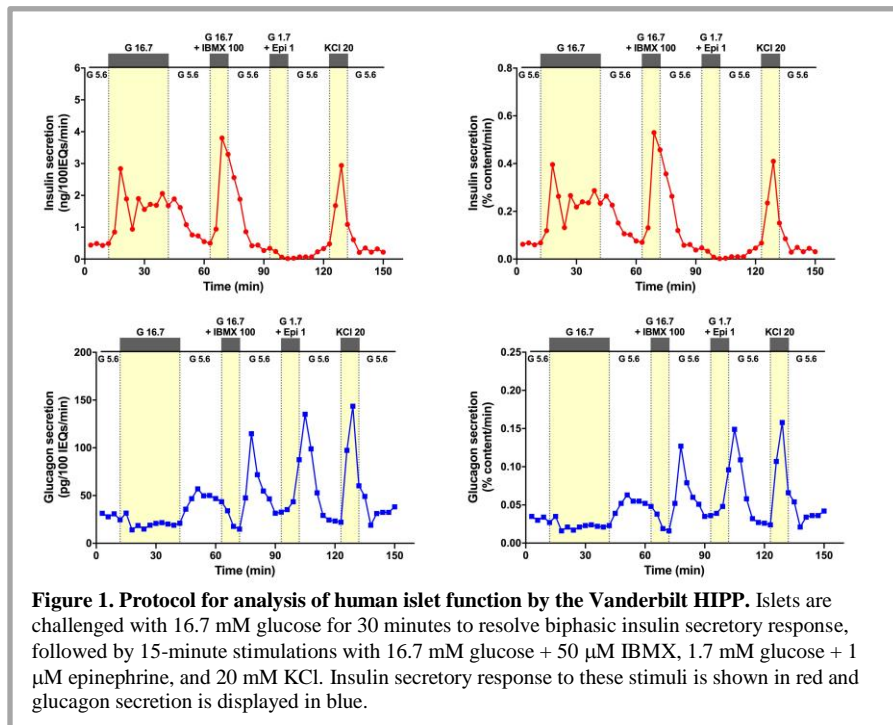 G 16.7
G 16.7
+ IBMX 100
G 1.7
+ Epi 1
KCl 20
G 5.6
G 5.6
G 5.6
G 5.6
G 5.6
Insulin secretion
(ng/100IEQs/min)
6
5
4
3
2
1
0
0
30
60
90
120
150
Time (min)
G 16.7
G 16.7
+ IBMX 100
G 1.7
+ Epi 1
KCl 20
G 5.6
G 5.6
G 5.6
G 5.6
G 5.6
Insulin secretion
(% content/min)
0.8
0.6
0.4
0.2
0.0
0
30
60
90
120
150
Time (min)
G 16.7
G 16.7
+ IBMX 100
G 1.7
+ Epi 1
KCl 20
G 5.6
G 5.6
G 5.6
G 5.6
G 5.6
Glucagon secretion
(pg/100 IEQs/min)
200
150
100
50
0
0
30
60
90
120
150
Time (min)
G 16.7
G 16.7
+ IBMX 100
G 1.7
+ Epi 1
KCl 20
G 5.6
G 5.6
G 5.6
G 5.6
G 5.6
Glucagon secretion
(% content/min)
0.25
0.20
0.15
0.10
0.05
0.00
0
30
60
90
120
150
Time (min)
Figure 1. Protocol for analysis of human islet function by the Vanderbilt HIPP. Islets are
challenged with 16.7 mM glucose for 30 minutes to resolve biphasic insulin secretory response,
followed by 15-minute stimulations with 16.7 mM glucose + 50 μM IBMX, 1.7 mM glucose + 1
μM epinephrine, and 20 mM KCl. Insulin secretory response to these stimuli is shown in red and
glucagon secretion is displayed in blue.